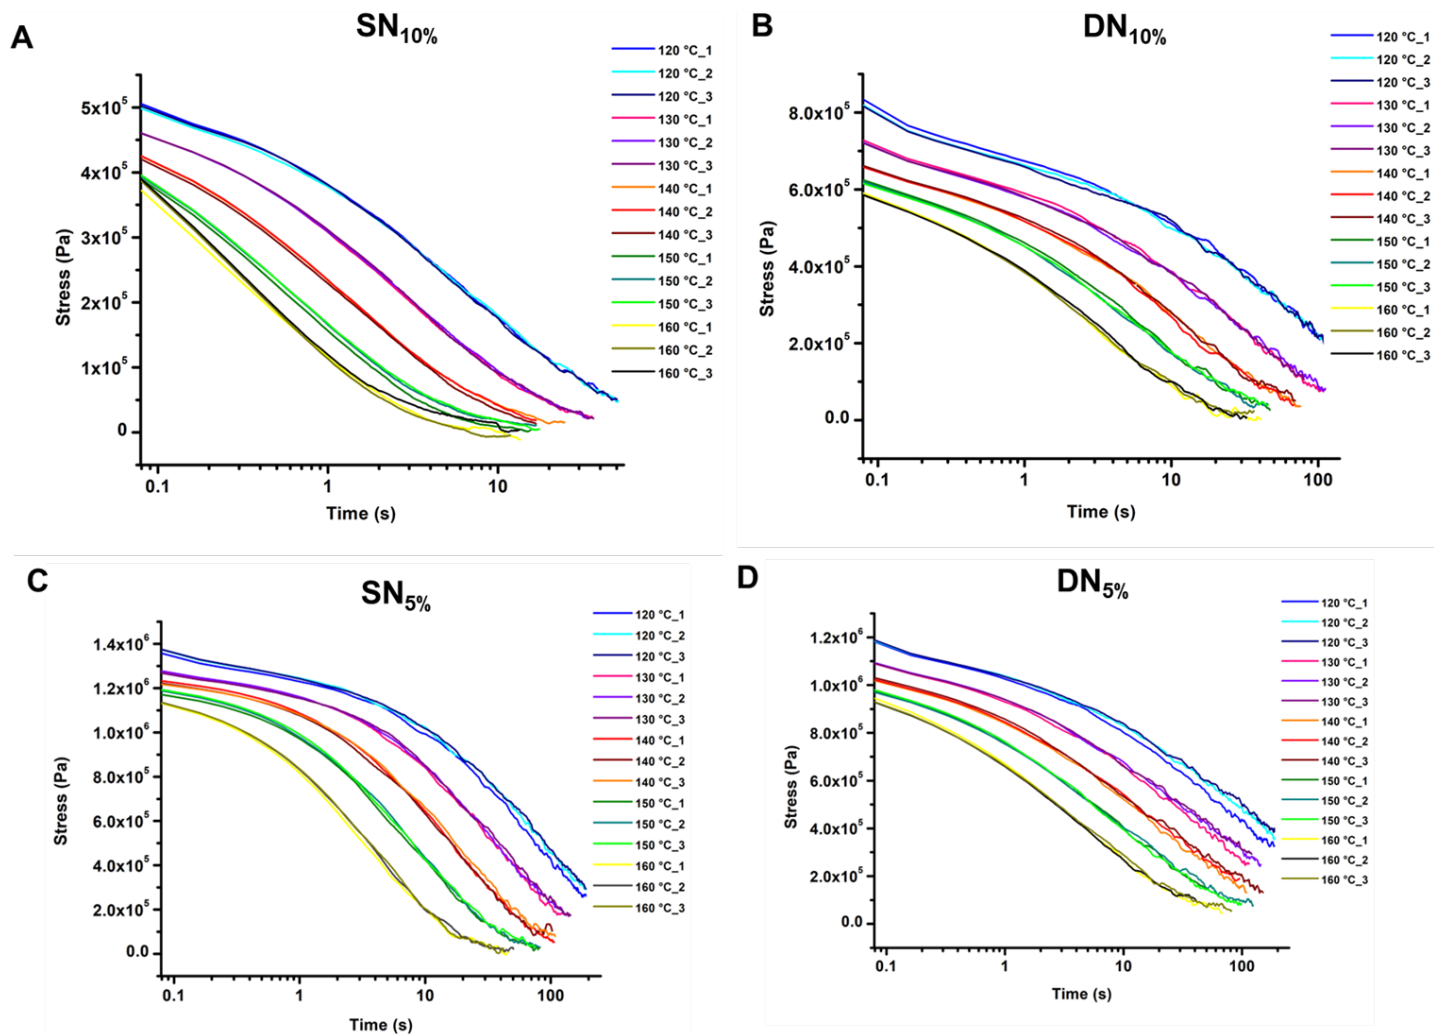 A
SN10%
5x10^5
4x10^5
3x10^5
2x10^5
1x10^5
0
Stress (Pa)
0.1 1 10
Time (s)
120 °C_1
120 °C_2
120 °C_3
130 °C_1
130 °C_2
130 °C_3
140 °C_1
140 °C_2
140 °C_3
150 °C_1
150 °C_2
150 °C_3
160 °C_1
160 °C_2
160 °C_3
B
DN10%
8.0x10^5
6.0x10^5
4.0x10^5
2.0x10^5
0.0
Stress (Pa)
0.1 1 10 100
Time (s)
120 °C_1
120 °C_2
120 °C_3
130 °C_1
130 °C_2
130 °C_3
140 °C_1
140 °C_2
140 °C_3
150 °C_1
150 °C_2
150 °C_3
160 °C_1
160 °C_2
160 °C_3
C
SN5%
1.4x10^6
1.2x10^6
1.0x10^6
8.0x10^5
6.0x10^5
4.0x10^5
2.0x10^5
0.0
Stress (Pa)
0.1 1 10 100
Time (s)
120 °C_1
120 °C_2
120 °C_3
130 °C_1
130 °C_2
130 °C_3
140 °C_1
140 °C_2
140 °C_3
150 °C_1
150 °C_2
150 °C_3
160 °C_1
160 °C_2
160 °C_3
D
DN5%
1.2x10^6
1.0x10^6
8.0x10^5
6.0x10^5
4.0x10^5
2.0x10^5
0.0
Stress (Pa)
0.1 1 10 100
Time (s)
120 °C_1
120 °C_2
120 °C_3
130 °C_1
130 °C_2
130 °C_3
140 °C_1
140 °C_2
140 °C_3
150 °C_1
150 °C_2
150 °C_3
160 °C_1
160 °C_2
160 °C_3